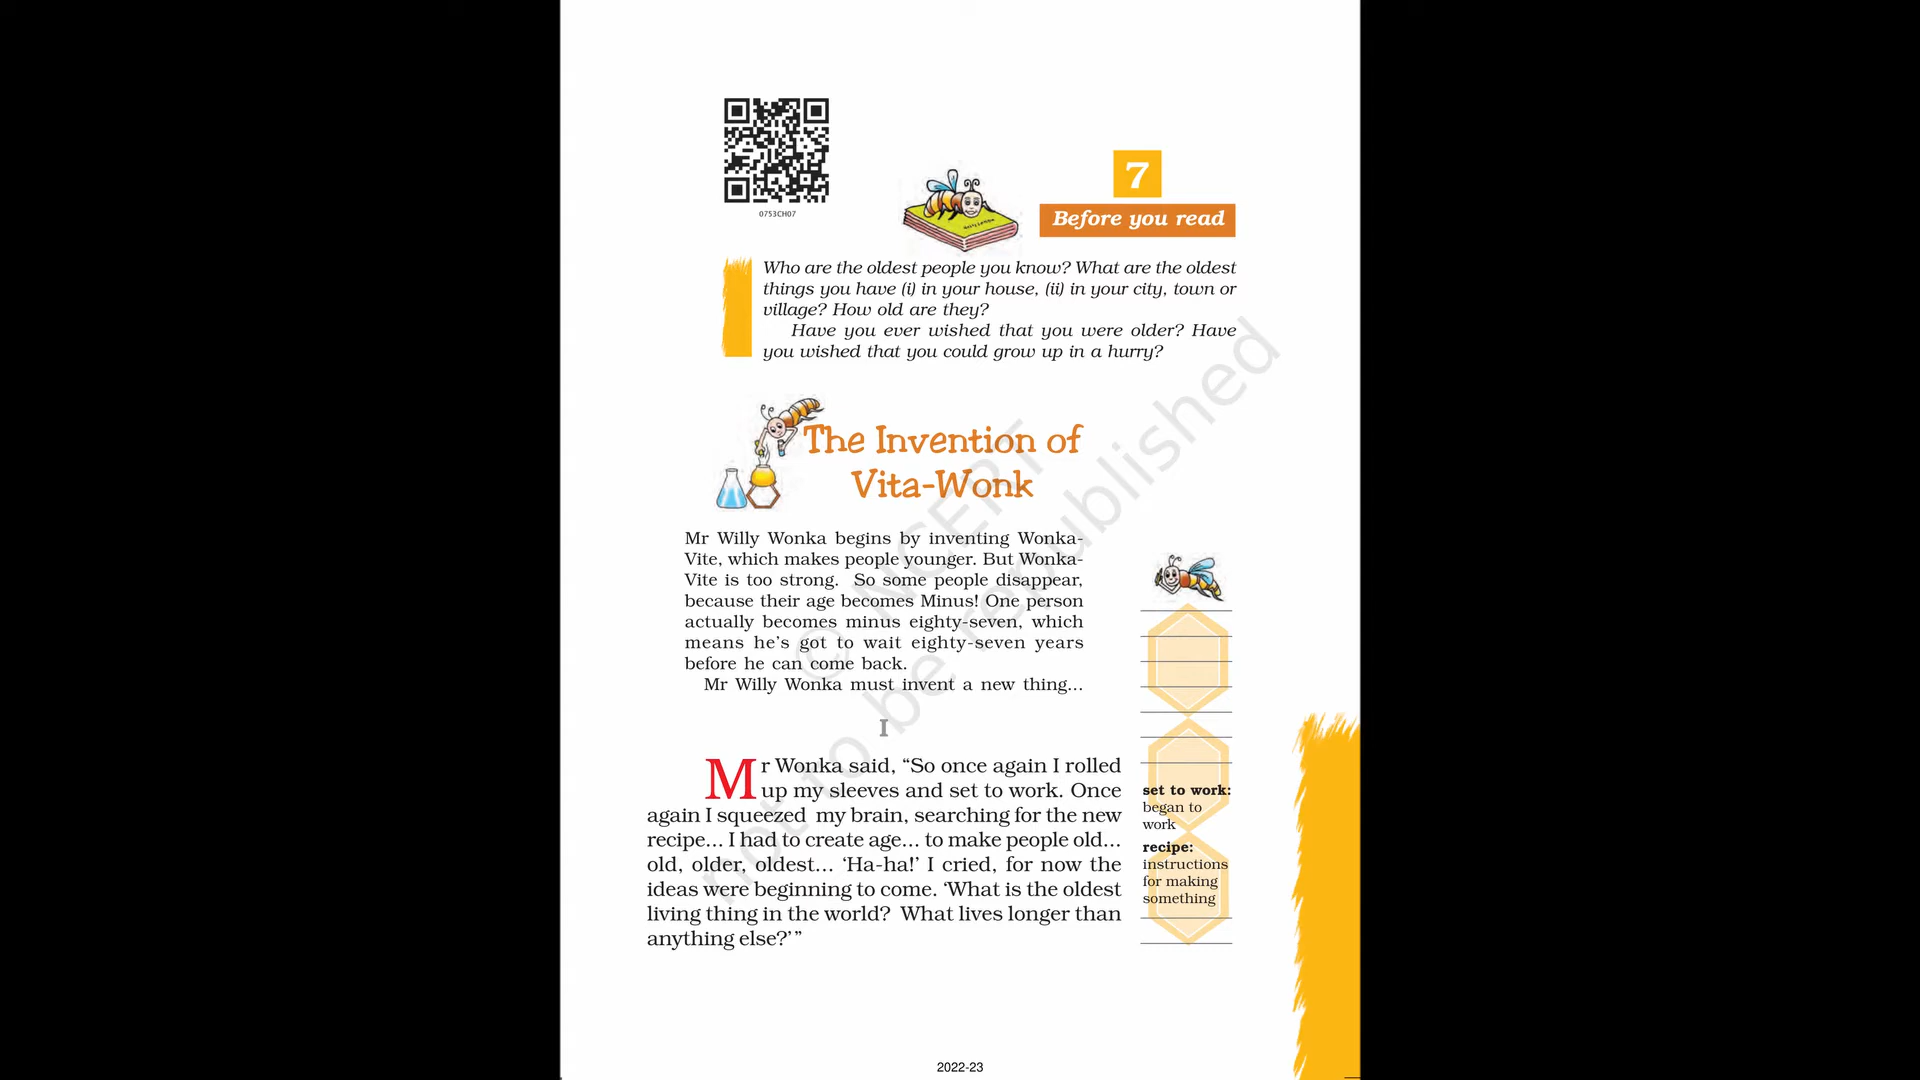 0753CH07
7
Before you read
Who are the oldest people you know? What are the oldest
things you have (i) in your house, (ii) in your city, town or
village? How old are they?
Have you ever wished that you were older? Have
you wished that you could grow up in a hurry?
The Invention of
Vita-Wonk
Mr Willy Wonka begins by inventing Wonka-
Vite, which makes people younger. But Wonka-
Vite is too strong. So some people disappear,
because their age becomes Minus! One person
actually becomes minus eighty-seven, which
means he’s got to wait eighty-seven years
before he can come back.
Mr Willy Wonka must invent a new thing...
I
Mr Wonka said, “So once again I rolled
up my sleeves and set to work. Once
again I squeezed my brain, searching for the new
recipe... I had to create age... to make people old...
old, older, oldest... ‘Ha-ha!’ I cried, for now the
ideas were beginning to come. ‘What is the oldest
living thing in the world? What lives longer than
anything else?’”
set to work:
began to
work
recipe:
instructions
for making
something
© NCERT
not to be republished
2022-23